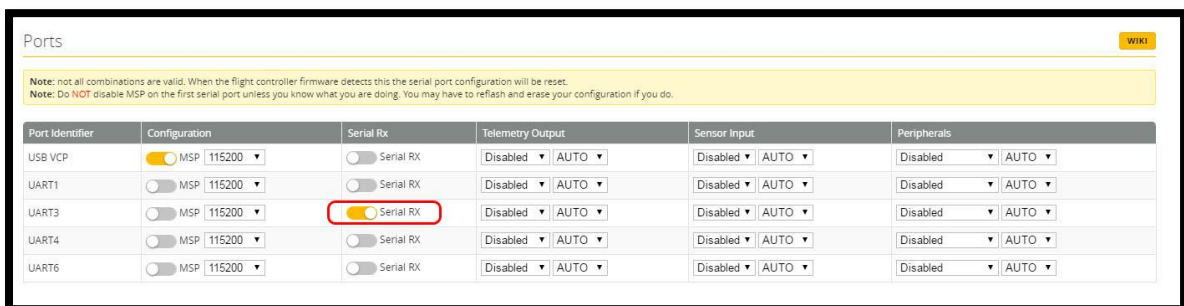 Ports
WIKI
Note: not all combinations are valid. When the flight controller firmware detects this the serial port configuration will be reset.
Note: Do NOT disable MSP on the first serial port unless you know what you are doing. You may have to reflash and erase your configuration if you do.
Port Identifier Configuration Serial Rx Telemetry Output Sensor Input Peripherals
USB VCP MSP 115200 Serial RX Disabled AUTO Disabled AUTO Disabled AUTO
UART1 MSP 115200 Serial RX Disabled AUTO Disabled AUTO Disabled AUTO
UART3 MSP 115200 Serial RX Disabled AUTO Disabled AUTO Disabled AUTO
UART4 MSP 115200 Serial RX Disabled AUTO Disabled AUTO Disabled AUTO
UART6 MSP 115200 Serial RX Disabled AUTO Disabled AUTO Disabled AUTO